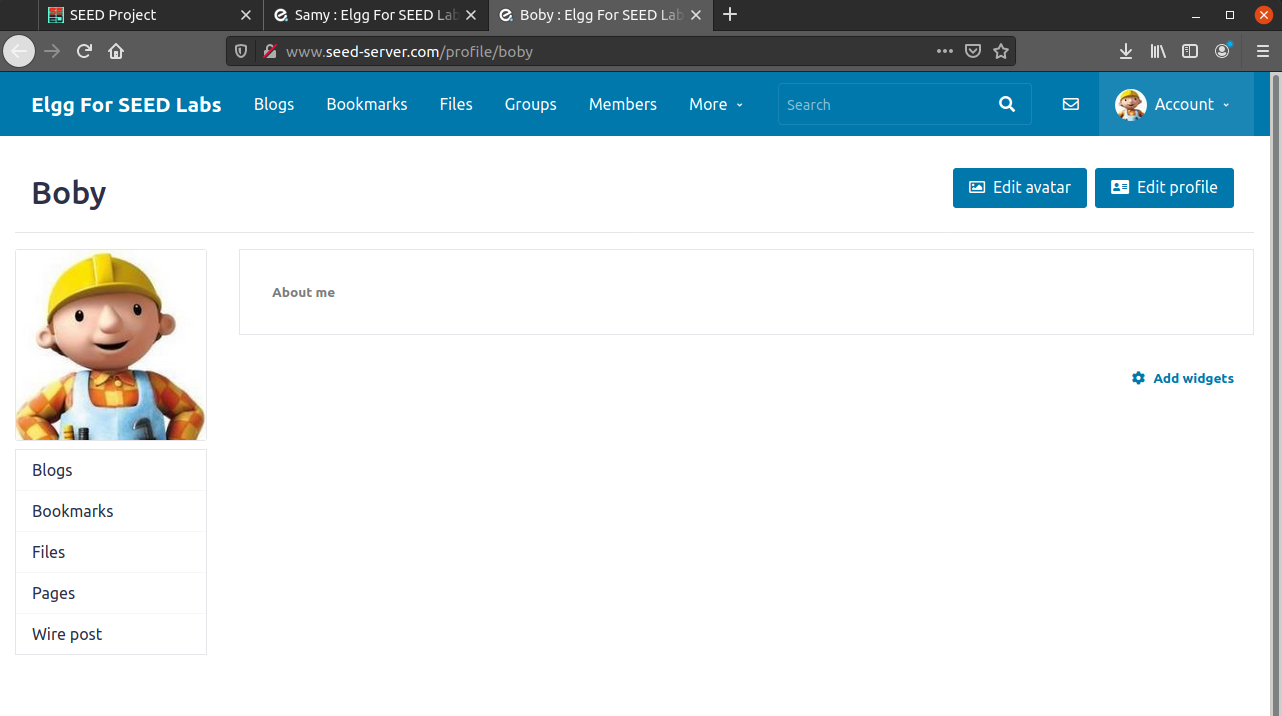 SEED Project
Samy : Elgg For SEED Lab
Boby : Elgg For SEED Lab
www.seed-server.com/profile/boby
Elgg For SEED Labs Blogs Bookmarks Files Groups Members More Search Account
Boby
Edit avatar Edit profile
About me
Add widgets
Blogs
Bookmarks
Files
Pages
Wire post